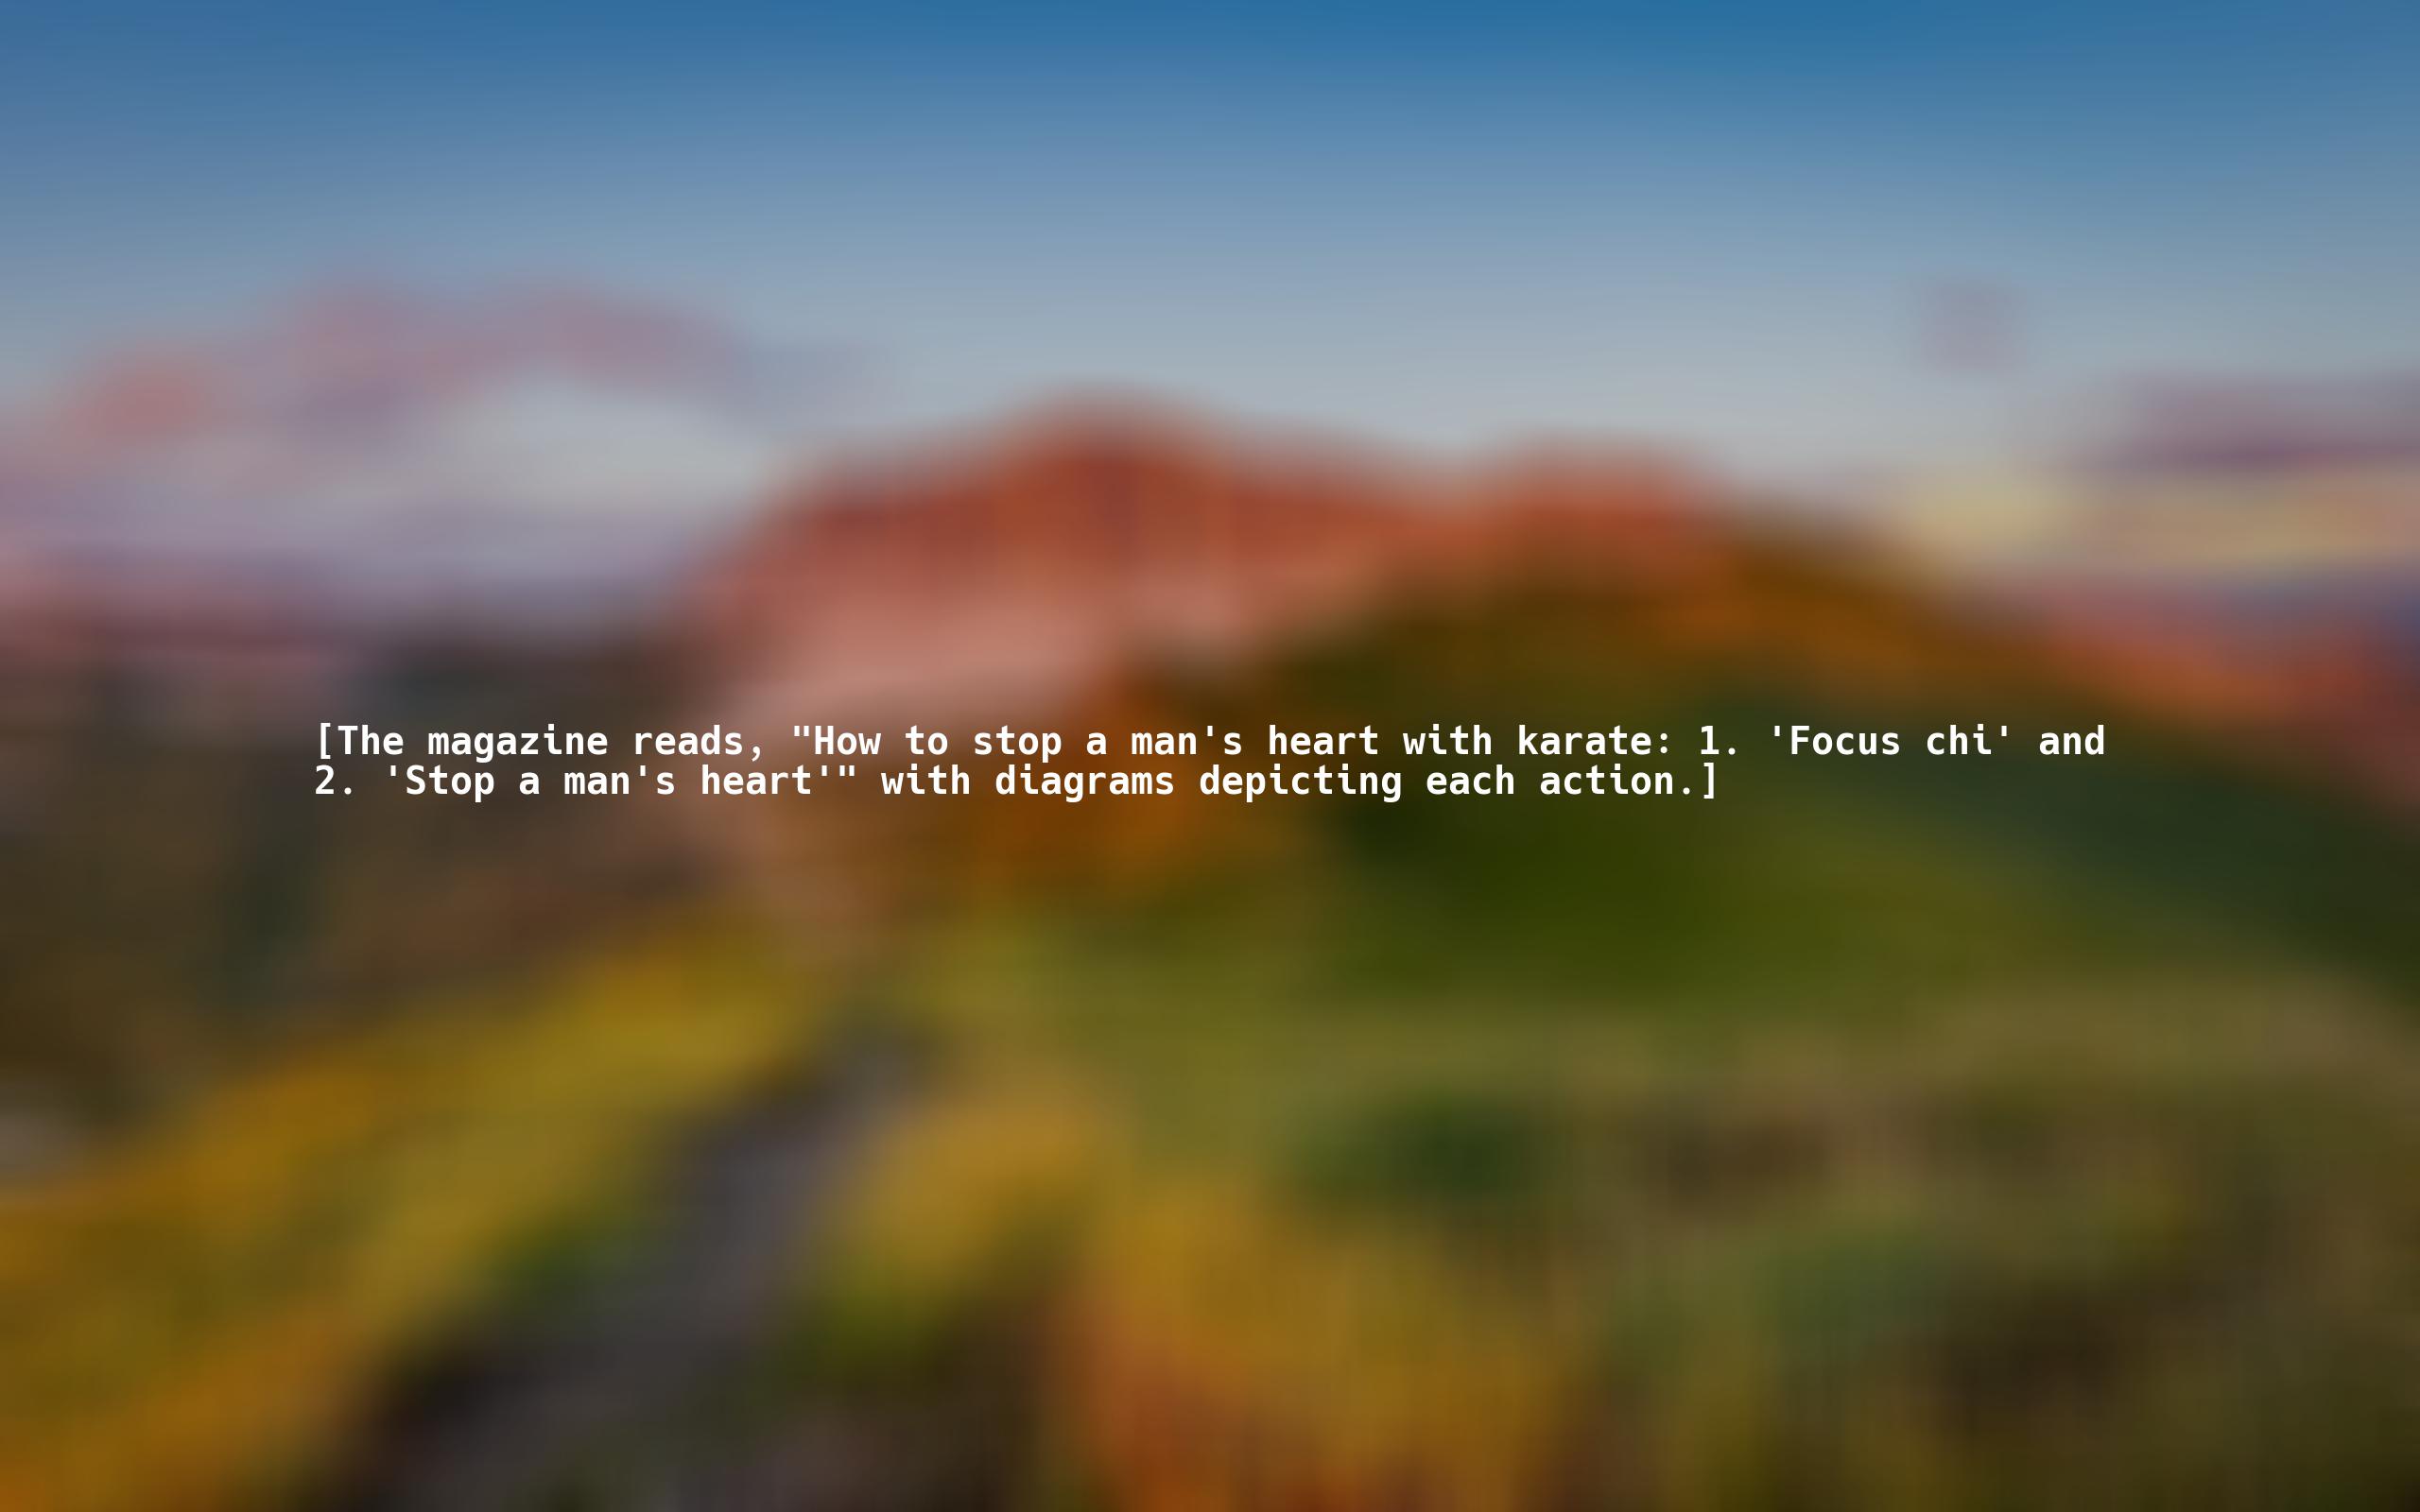 [The magazine reads, "How to stop a man's heart with karate: 1. 'Focus chi' and
2. 'Stop a man's heart'" with diagrams depicting each action.]